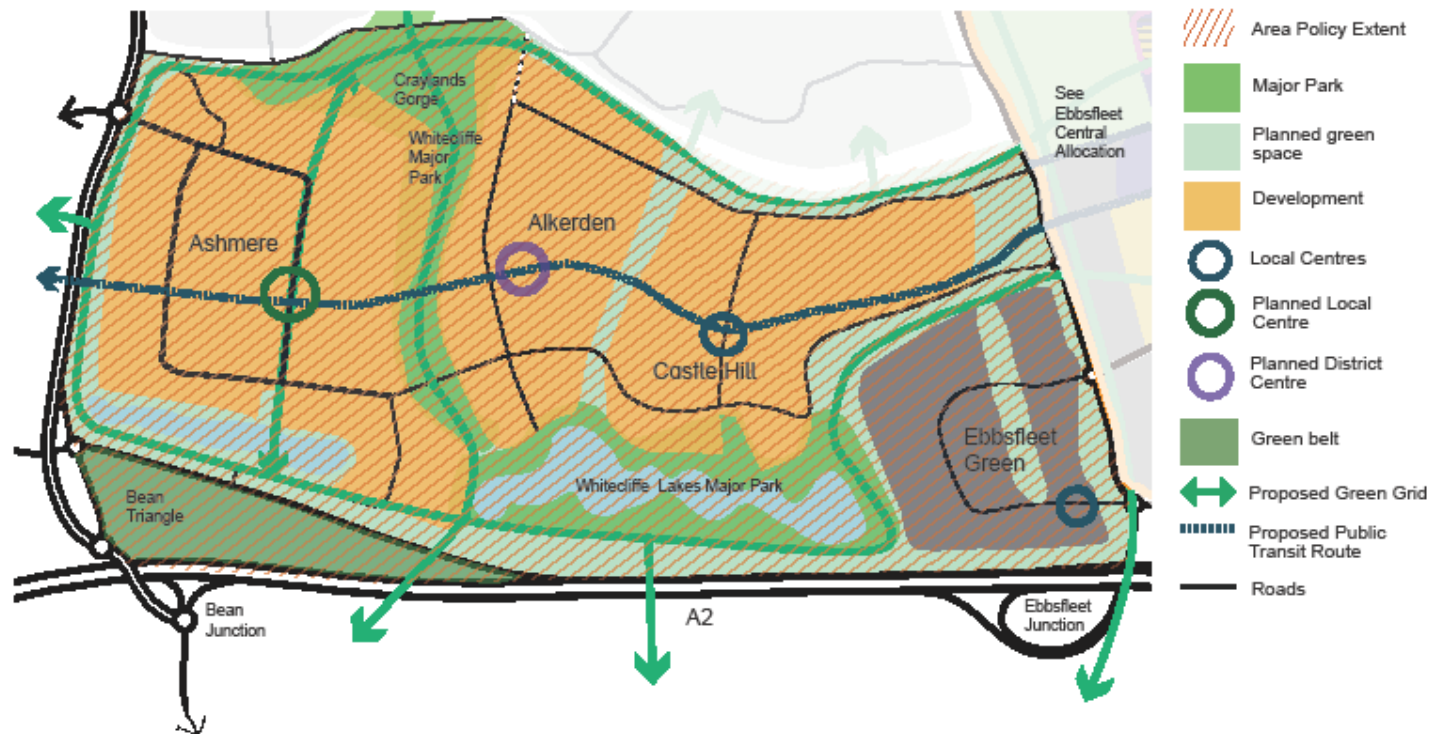 Craylands
Gorge
Whitecliffe
Major
Park
See
Ebbsfleet
Central
Allocation
Ashmere
Alkerden
Castle Hill
Ebbsfleet
Green
Whitecliffe Lakes Major Park
Bean
Triangle
Bean
Junction
A2
Ebbsfleet
Junction
Area Policy Extent
Major Park
Planned green
space
Development
Local Centres
Planned Local
Centre
Planned District
Centre
Green belt
Proposed Green Grid
Proposed Public
Transit Route
Roads